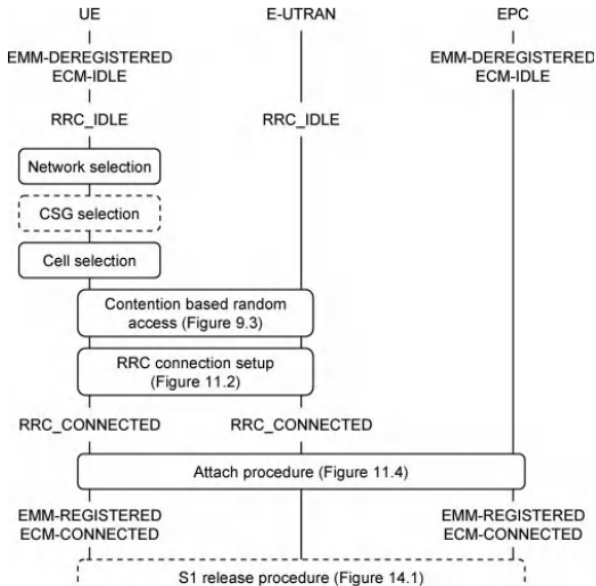 UE E-UTRAN EPC
EMM-DEREGISTERED EMM-DEREGISTERED
ECM-IDLE ECM-IDLE
RRC_IDLE RRC_IDLE
Network selection
CSG selection
Cell selection
Contention based random
access (Figure 9.3)
RRC connection setup
(Figure 11.2)
RRC_CONNECTED RRC_CONNECTED
Attach procedure (Figure 11.4)
EMM-REGISTERED EMM-REGISTERED
ECM-CONNECTED ECM-CONNECTED
S1 release procedure (Figure 14.1)